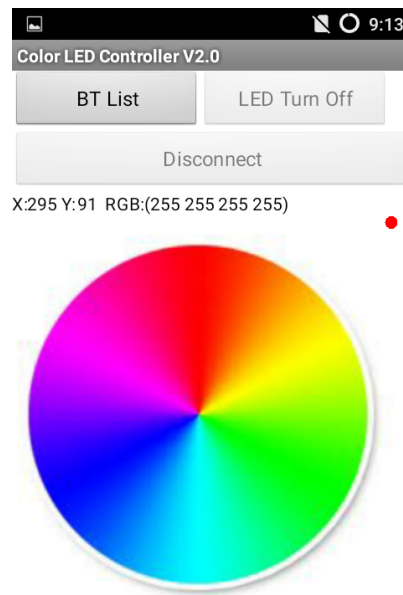 9:13
Color LED Controller V2.0
BT List
LED Turn Off
Disconnect
X:295 Y:91 RGB:(255 255 255 255)